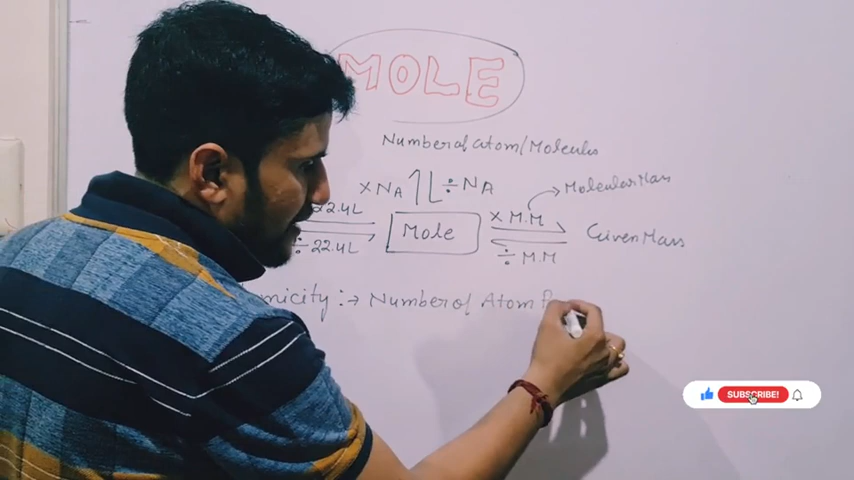 MOLE
Number of atom/Molecules
×NA ÷NA
Molecular Mass
22.4L × M.M
Mole Given Mass
÷ 22.4L ÷ M.M
micity :→ Number of Atom P
SUBSCRIBE!